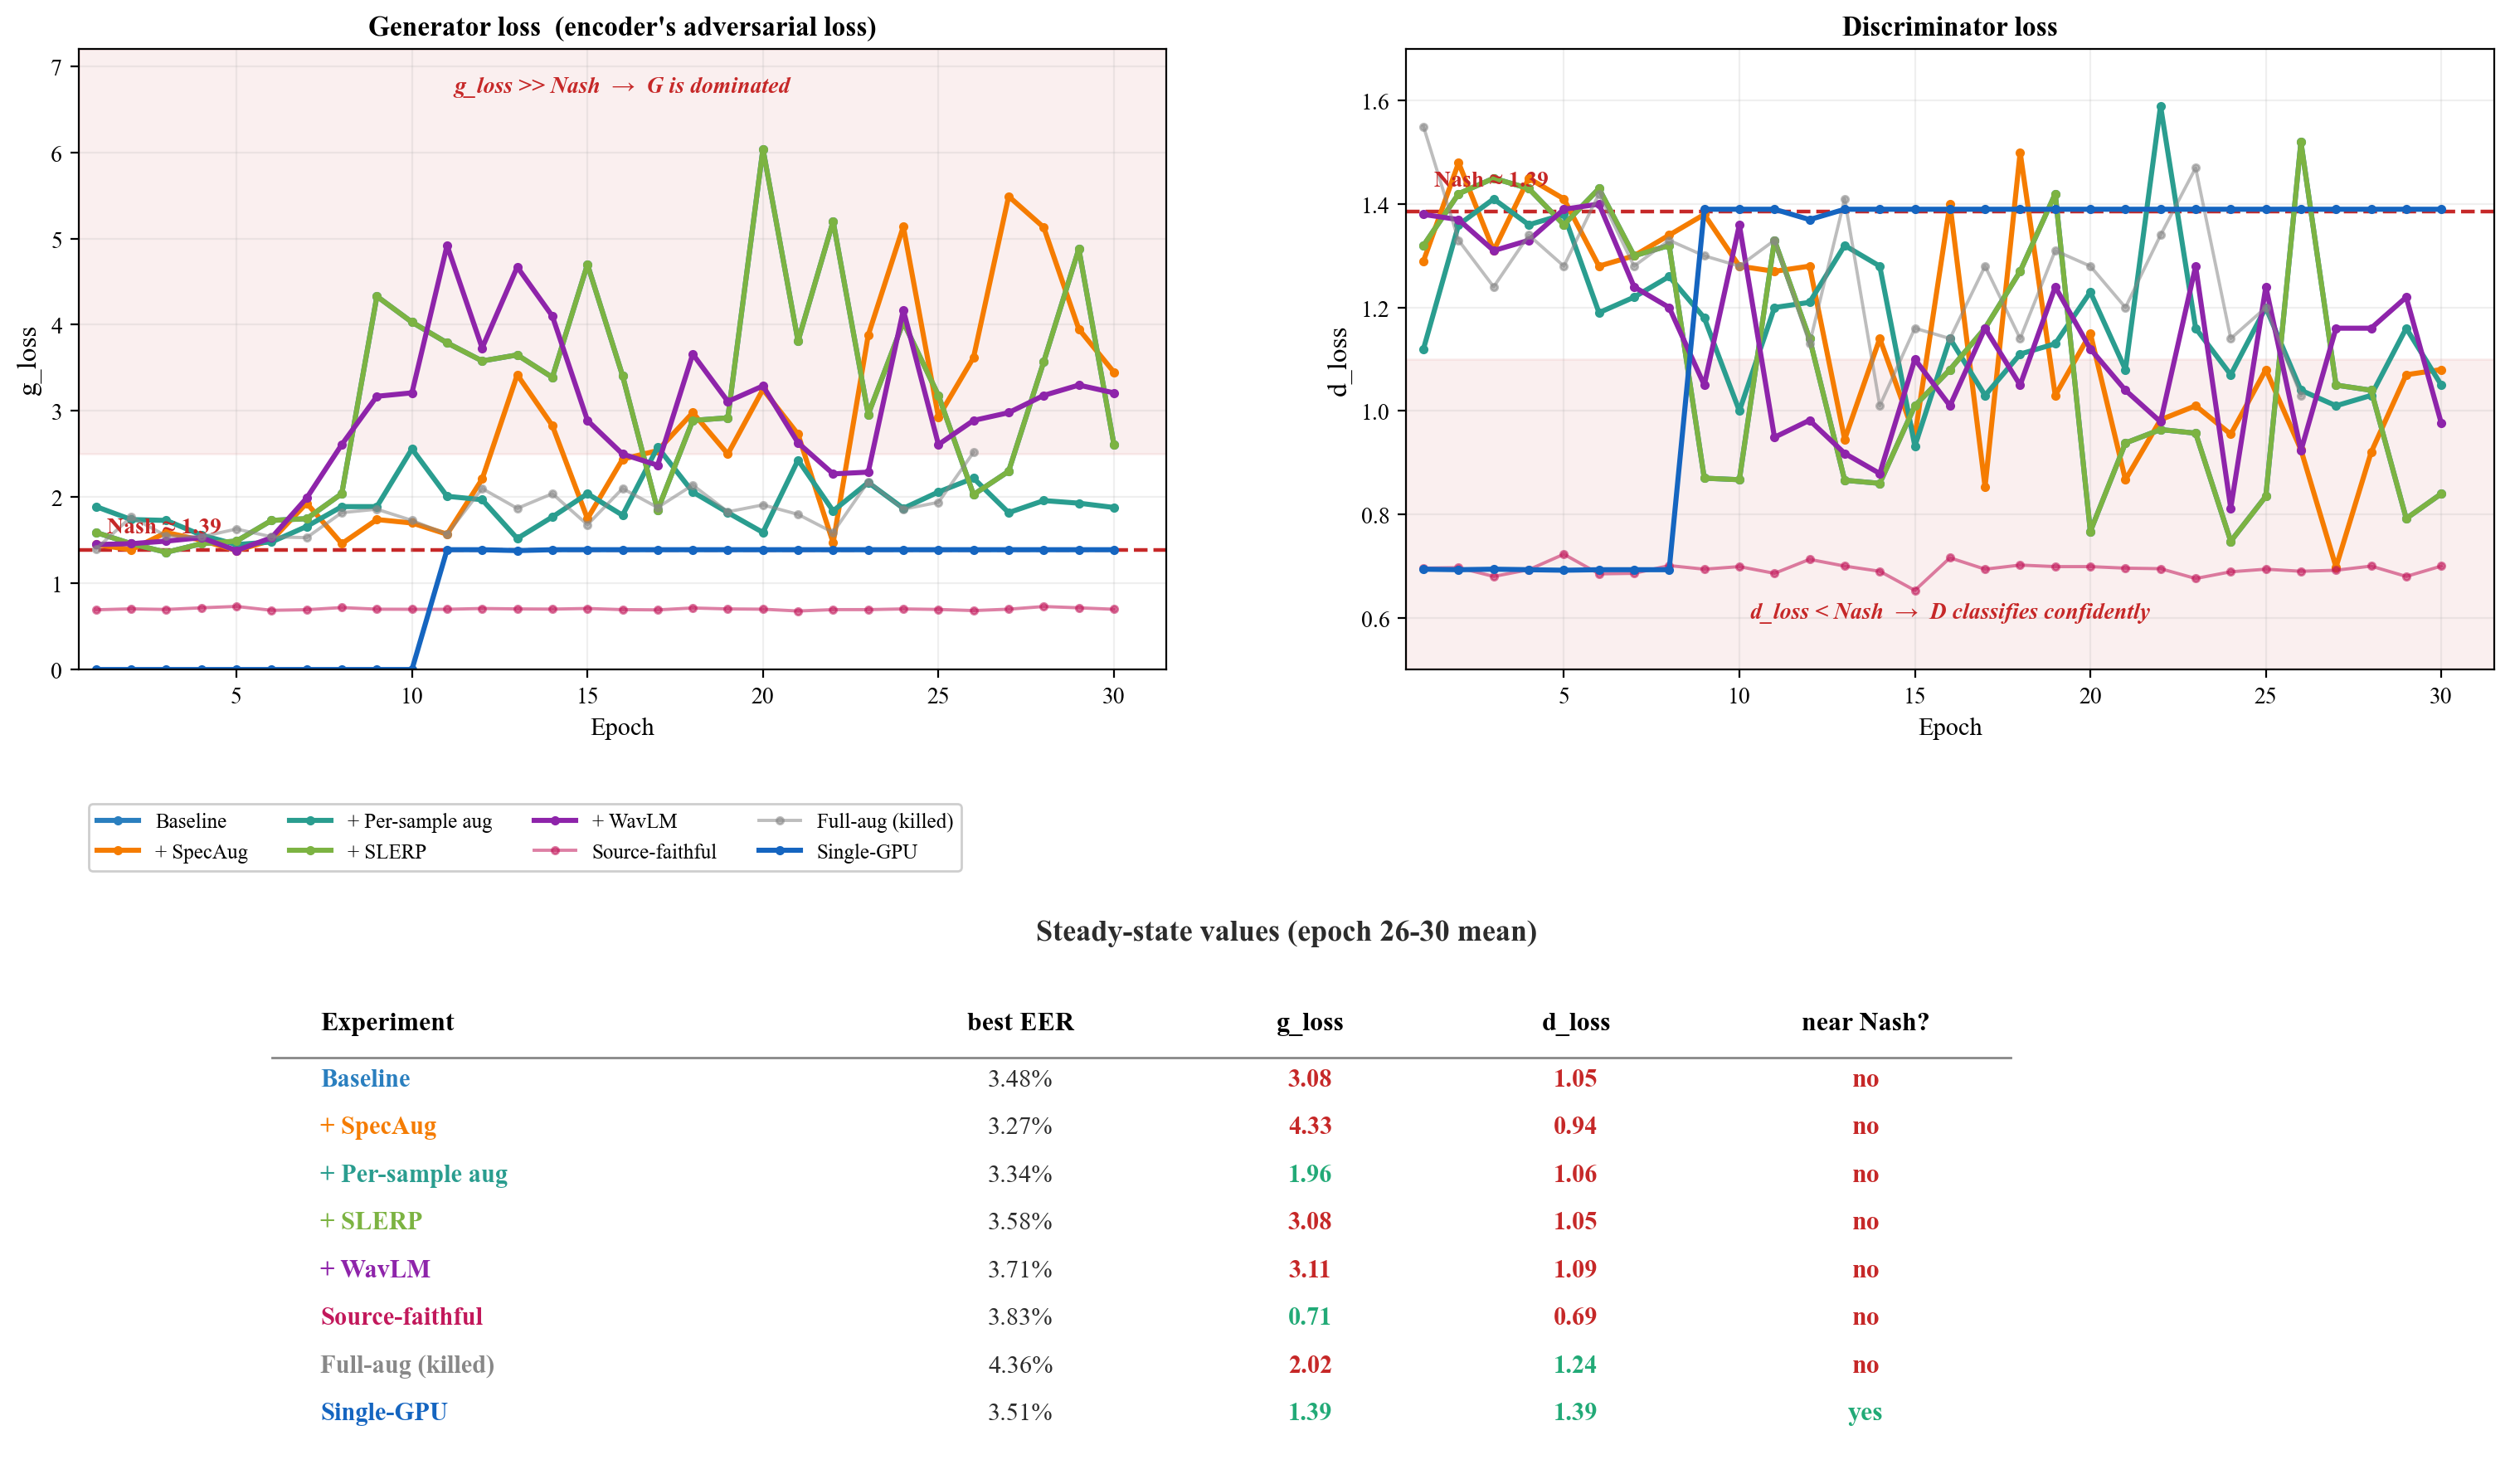 Generator loss  (encoder's adversarial loss)
g_loss >> Nash → G is dominated
Nash ≈ 1.39
g_loss
7
6
5
4
3
2
1
0
5 10 15 20 25 30
Epoch
Discriminator loss
Nash ≈ 1.39
d_loss
1.6
1.4
1.2
1.0
0.8
0.6
d_loss < Nash → D classifies confidently
5 10 15 20 25 30
Epoch
Baseline + Per-sample aug + WavLM Full-aug (killed)
+ SpecAug + SLERP Source-faithful Single-GPU
Steady-state values (epoch 26-30 mean)
Experiment best EER g_loss d_loss near Nash?
Baseline 3.48% 3.08 1.05 no
+ SpecAug 3.27% 4.33 0.94 no
+ Per-sample aug 3.34% 1.96 1.06 no
+ SLERP 3.58% 3.08 1.05 no
+ WavLM 3.71% 3.11 1.09 no
Source-faithful 3.83% 0.71 0.69 no
Full-aug (killed) 4.36% 2.02 1.24 no
Single-GPU 3.51% 1.39 1.39 yes